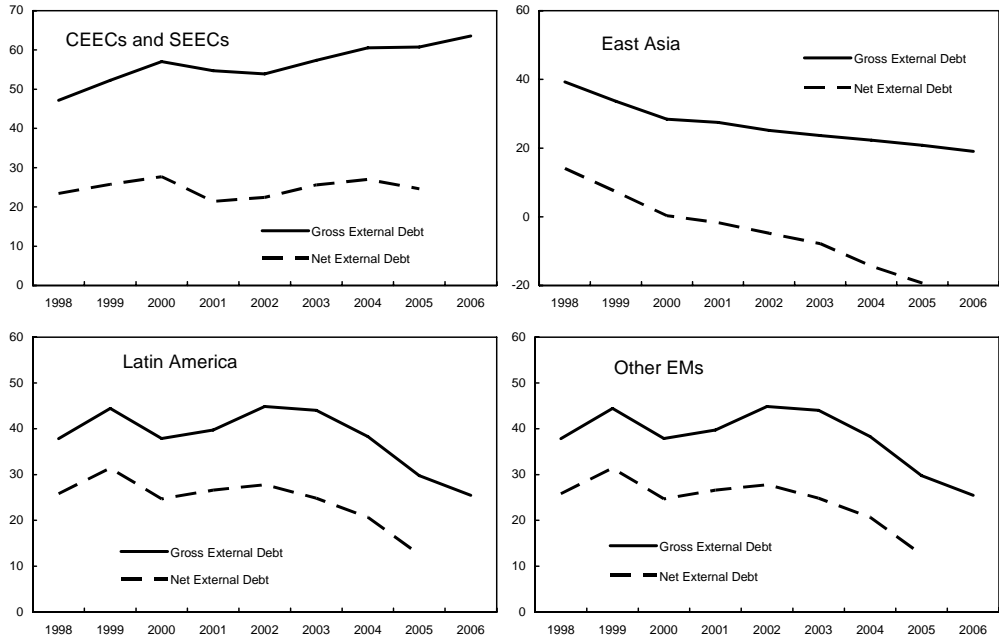 CEECs and SEECs
70
60
50
40
30
20
10
0
Gross External Debt
Net External Debt
1998 1999 2000 2001 2002 2003 2004 2005 2006
East Asia
60
40
20
0
-20
Gross External Debt
Net External Debt
1998 1999 2000 2001 2002 2003 2004 2005 2006
Latin America
60
50
40
30
20
10
0
Gross External Debt
Net External Debt
1998 1999 2000 2001 2002 2003 2004 2005 2006
Other EMs
60
50
40
30
20
10
0
Gross External Debt
Net External Debt
1998 1999 2000 2001 2002 2003 2004 2005 2006